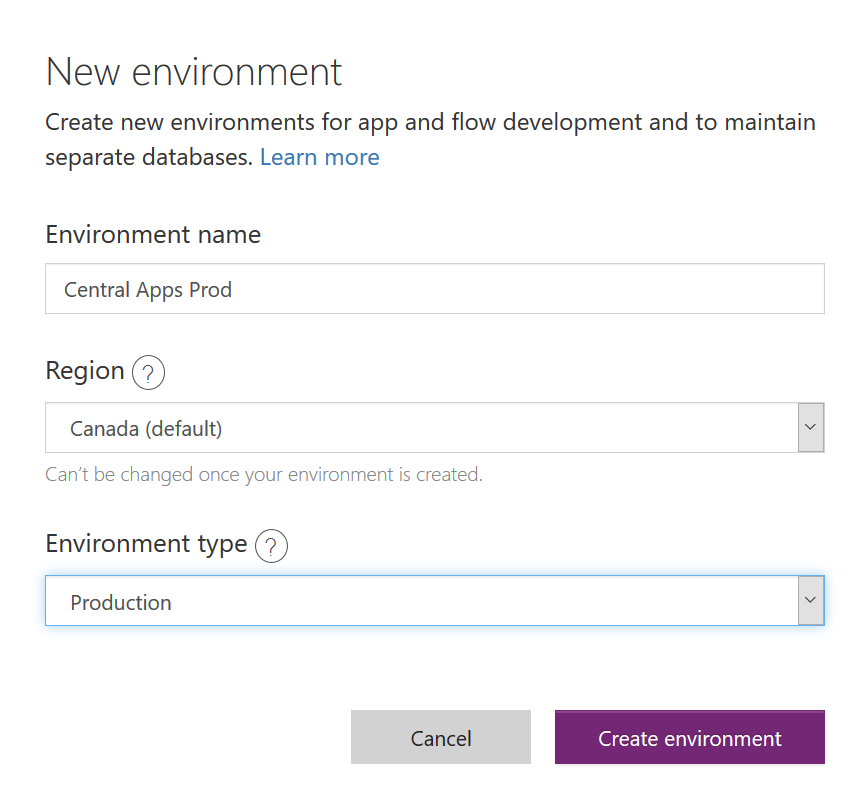 New environment
Create new environments for app and flow development and to maintain
separate databases. Learn more
Environment name
Central Apps Prod
Region ?
Canada (default)
Can't be changed once your environment is created.
Environment type ?
Production
Cancel
Create environment